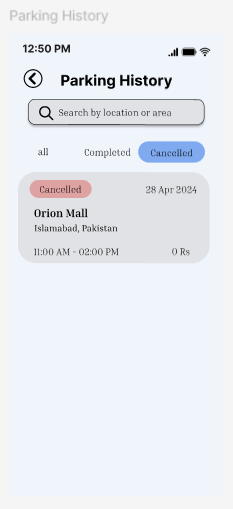 Parking History
12:50 PM
Parking History
Search by location or area
all Completed Cancelled
Cancelled 28 Apr 2024
Orion Mall
Islamabad, Pakistan
11:00 AM - 02:00 PM 0 Rs